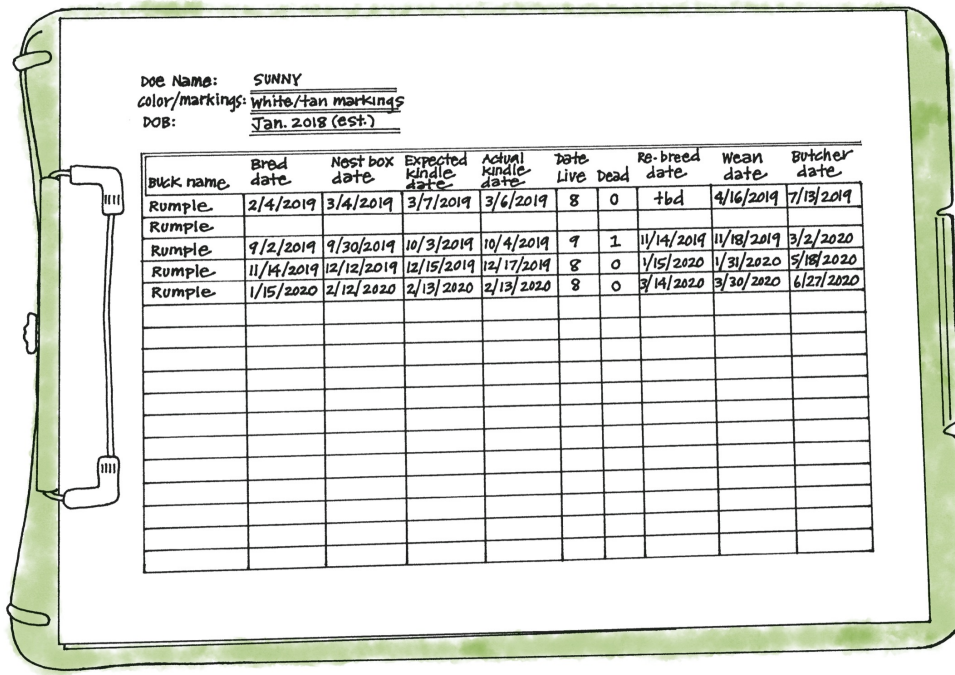 Doe Name: SUNNY
color/markings: white/tan markings
DOB: Jan. 2018 (est.)
Buck name Bred date Nest box date Expected kindle date Actual kindle date Date Live Dead Re-breed date Wean date Butcher date
Rumple 2/4/2019 3/4/2019 3/7/2019 3/6/2019 8 0 tbd 4/16/2019 7/13/2019
Rumple
Rumple 9/2/2019 9/30/2019 10/3/2019 10/4/2019 9 1 11/14/2019 11/18/2019 3/2/2020
Rumple 11/14/2019 12/12/2019 12/15/2019 12/17/2019 8 0 1/15/2020 1/31/2020 5/18/2020
Rumple 1/15/2020 2/12/2020 2/13/2020 2/13/2020 8 0 3/14/2020 3/30/2020 6/27/2020